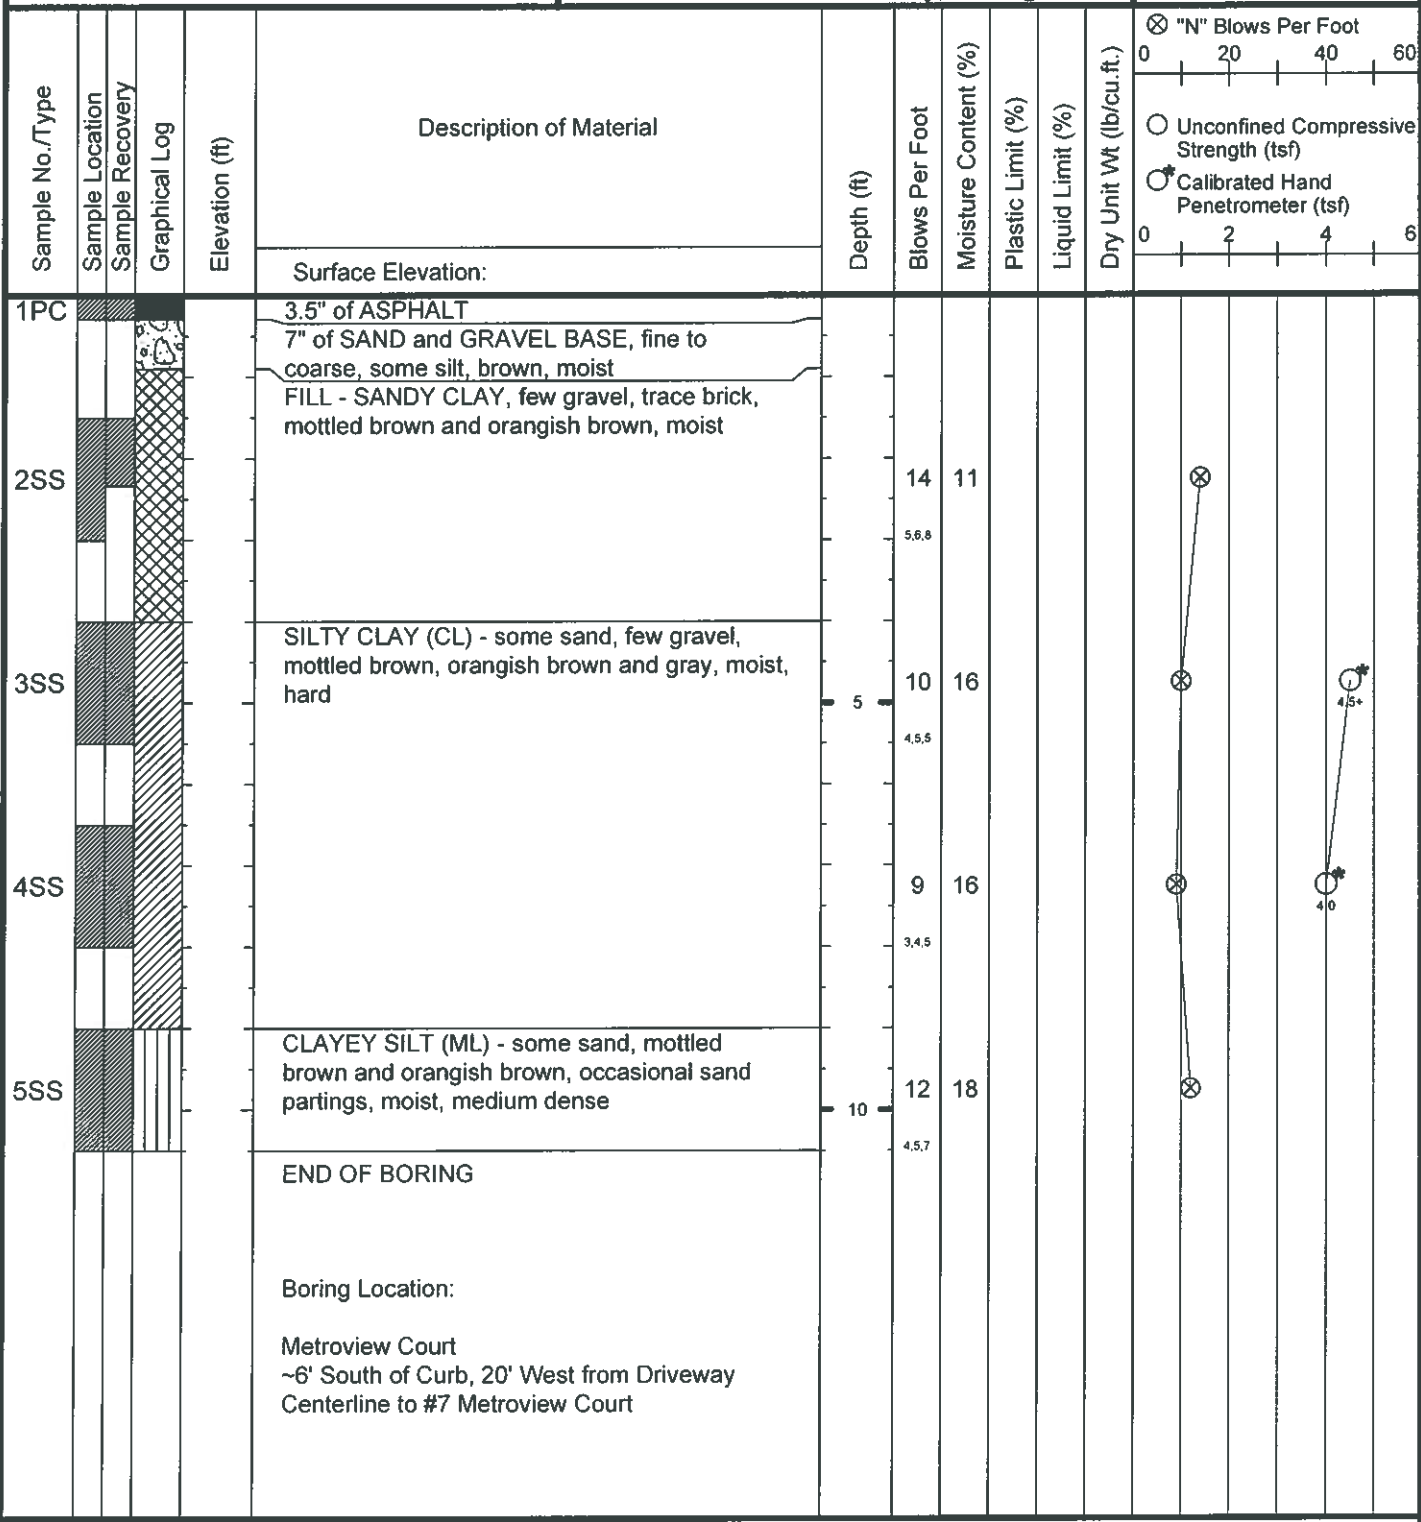 Sample No./Type
Sample Location
Sample Recovery
Graphical Log
Elevation (ft)
Description of Material
Surface Elevation:
Depth (ft)
Blows Per Foot
Moisture Content (%)
Plastic Limit (%)
Liquid Limit (%)
Dry Unit Wt (lb/cu.ft.)
"N" Blows Per Foot
0 20 40 60
Unconfined Compressive
Strength (tsf)
* Calibrated Hand
Penetrometer (tsf)
0 2 4 6
1PC
3.5" of ASPHALT
7" of SAND and GRAVEL BASE, fine to
coarse, some silt, brown, moist
FILL - SANDY CLAY, few gravel, trace brick,
mottled brown and orangish brown, moist
2SS
14 11
5,6,8
SILTY CLAY (CL) - some sand, few gravel,
mottled brown, orangish brown and gray, moist,
hard
3SS
10 16
*
4.5+
5
4,5,5
4SS
9 16
*
4.0
3,4,5
CLAYEY SILT (ML) - some sand, mottled
brown and orangish brown, occasional sand
partings, moist, medium dense
5SS
12 18
10
4,5,7
END OF BORING
Boring Location:
Metroview Court
~6' South of Curb, 20' West from Driveway
Centerline to #7 Metroview Court